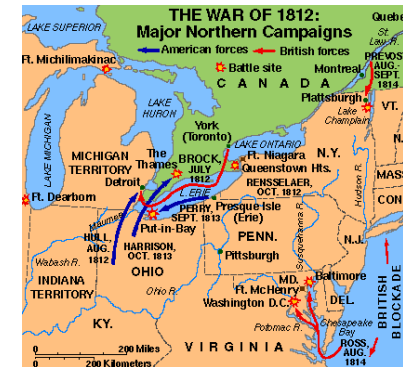 THE WAR OF 1812:
Major Northern Campaigns
American forces
British forces
Battle site
LAKE SUPERIOR
Quebe
St.
Law. R.
PREVOST
AUG.-
SEPT.
1814
Ft. Michilimakinac
CANADA
Montreal
Plattsburgh
LAKE
HURON
Lake
Champlain
VT.
LAKE MICHIGAN
York
(Toronto)
LAKE ONTARIO
MICHIGAN
TERRITORY
The
Thames
BROCK,
JULY
1812
Ft. Niagara
Queenstown Hts.
RENSSELAER,
OCT. 1812
N.Y.
N.
MASS
Hudson R.
CON
Detroit
L. ERIE
Ft. Dearborn
PERRY,
SEPT. 1813
Presque-Isle
(Erie)
Maumee
Put-in-Bay
HULL,
AUG.
1812
HARRISON,
OCT. 1813
PENN.
Susquehanna R.
N.J.
Wabash R.
OHIO
Pittsburgh
INDIANA
TERRITORY
Ohio R.
MD.
Baltimore
Ft. McHenry
Washington D.C.
DEL.
BRITISH
BLOCKADE
KY.
Potomac R.
Chesapeake
Bay
ROSS,
AUG.
1814
VIRGINIA
0
200 Miles
0
200 Kilometers